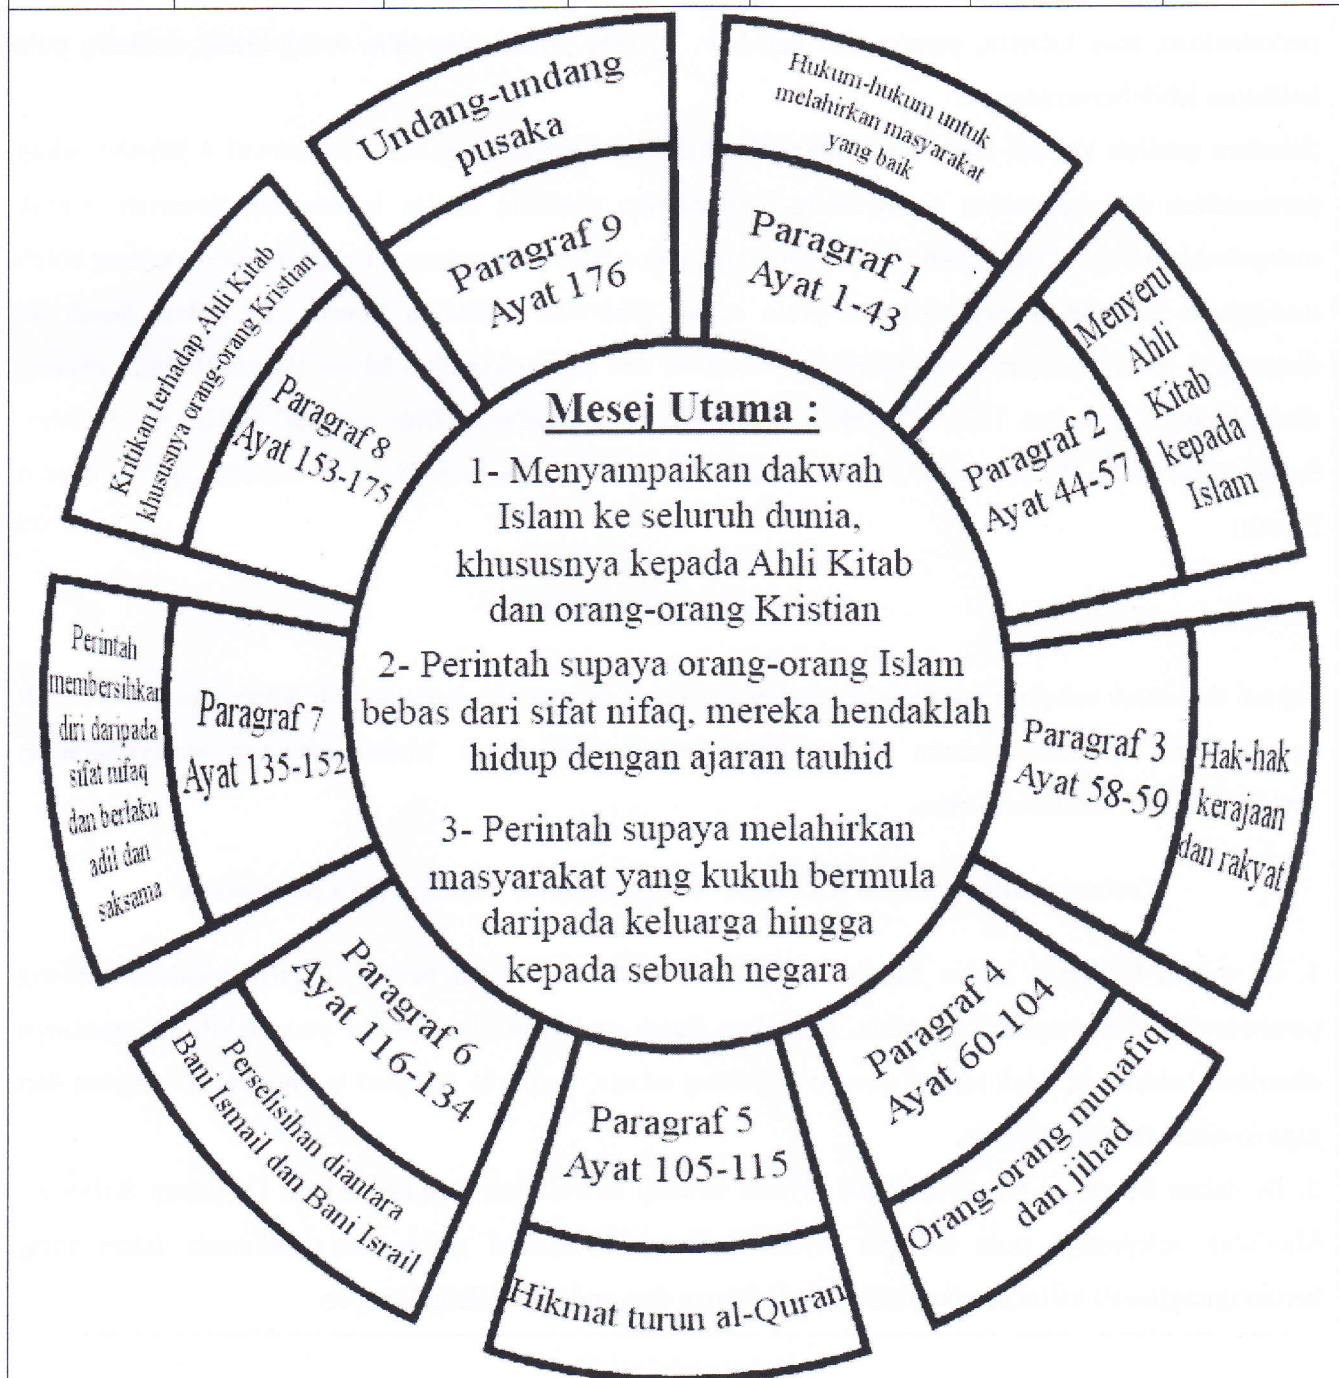 Mesej Utama :
1- Menyampaikan dakwah
Islam ke seluruh dunia,
khususnya kepada Ahli Kitab
dan orang-orang Kristian
2- Perintah supaya orang-orang Islam
bebas dari sifat nifaq, mereka hendaklah
hidup dengan ajaran tauhid
3- Perintah supaya melahirkan
masyarakat yang kukuh bermula
daripada keluarga hingga
kepada sebuah negara
Hukum-hukum untuk
melahirkan masyarakat
yang baik
Paragraf 1
Ayat 1-43
Menyeru
Ahli
Kitab
kepada
Islam
Paragraf 2
Ayat 44-57
Hak-hak
kerajaan
dan rakyat
Paragraf 3
Ayat 58-59
Paragraf 4
Ayat 60-104
Orang-orang munafiq
dan jihad
Paragraf 5
Ayat 105-115
Hikmat turun al-Quran
Paragraf 6
Ayat 116-134
Perselisihan diantara
Bani Ismail dan Bani Israil
Perintah
membersihkan
diri daripada
sifat nifaq
dan berlaku
adil dan
saksama
Paragraf 7
Ayat 135-152
Kritikan terhadap Ahli Kitab
khususnya orang-orang Kristian
Paragraf 8
Ayat 153-175
Undang-undang
pusaka
Paragraf 9
Ayat 176